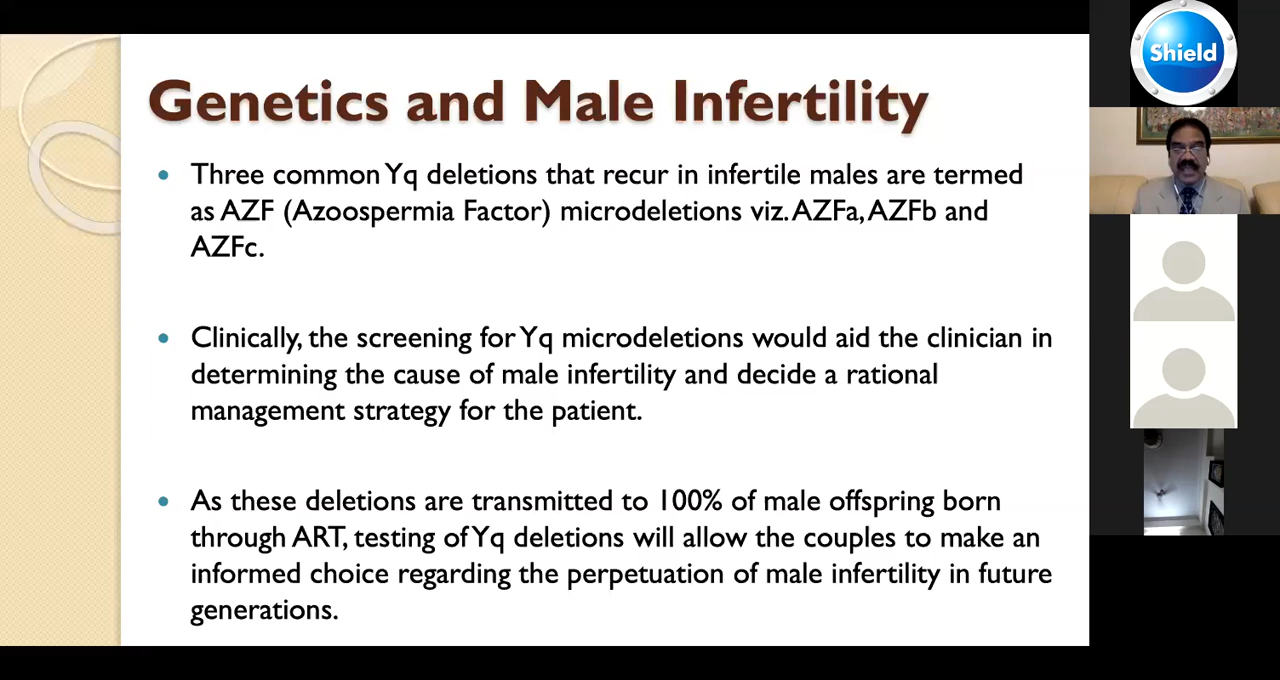 Genetics and Male Infertility
• Three common Yq deletions that recur in infertile males are termed
as AZF (Azoospermia Factor) microdeletions viz. AZFa, AZFb and
AZFc.
• Clinically, the screening for Yq microdeletions would aid the clinician in
determining the cause of male infertility and decide a rational
management strategy for the patient.
• As these deletions are transmitted to 100% of male offspring born
through ART, testing of Yq deletions will allow the couples to make an
informed choice regarding the perpetuation of male infertility in future
generations.
Shield